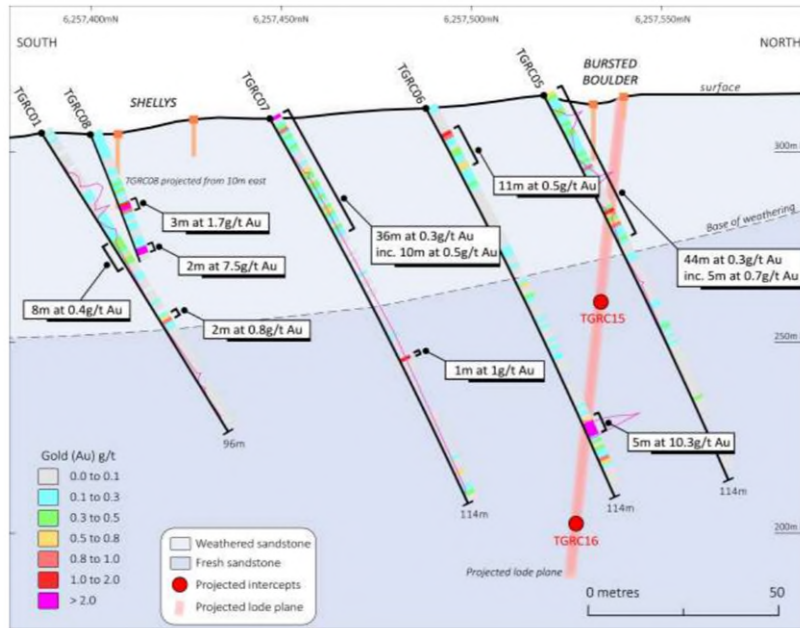 6,257,400mN
6,257,450mN
6,257,500mN
6,257,550mN
SOUTH
NORTH
BURSTED
BOULDER
SHELLYS
surface
TGRC01
TGRC08
TGRC07
TGRC06
TGRC05
300m
TGRC08 projected from 10m east
11m at 0.5g/t Au
3m at 1.7g/t Au
Base of weathering
36m at 0.3g/t Au
inc. 10m at 0.5g/t Au
44m at 0.3g/t Au
inc. 5m at 0.7g/t Au
2m at 7.5g/t Au
8m at 0.4g/t Au
TGRC15
2m at 0.8g/t Au
250m
1m at 1g/t Au
96m
5m at 10.3g/t Au
Gold (Au) g/t
0.0 to 0.1
0.1 to 0.3
0.3 to 0.5
0.5 to 0.8
0.8 to 1.0
1.0 to 2.0
> 2.0
114m
114m
114m
200m
TGRC16
Weathered sandstone
Fresh sandstone
Projected intercepts
Projected lode plane
Projected lode plane
0 metres
50